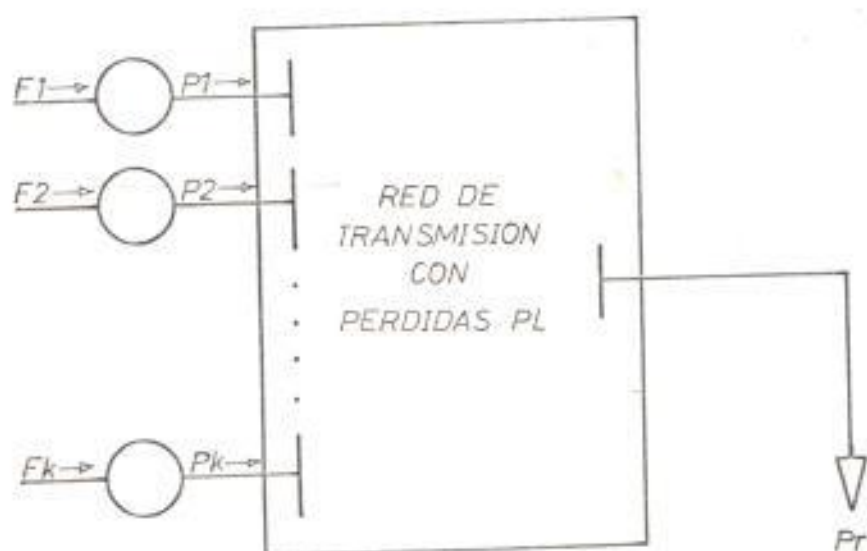 F1
P1
F2
P2
RED DE
TRANSMISION
CON
PERDIDAS PL
Fk
Pk
Pr